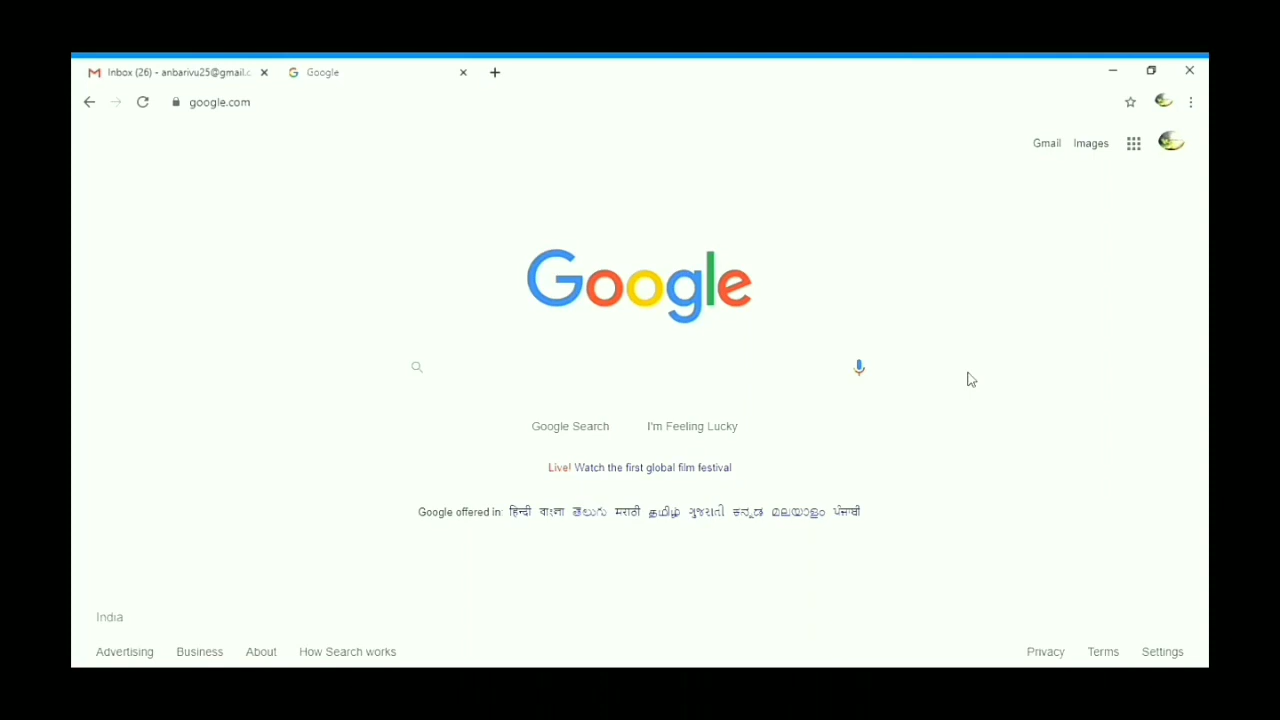 Inbox (26) - anbarivu25@gmail.c
Google
google.com
Gmail Images
Google
Google Search I'm Feeling Lucky
Live! Watch the first global film festival
Google offered in: हिन्दी বাংলা తెలుగు मराठी தமிழ் ગુજરાતી ಕನ್ನಡ മലയാളം ਪੰਜਾਬੀ
India
Advertising Business About How Search works
Privacy Terms Settings